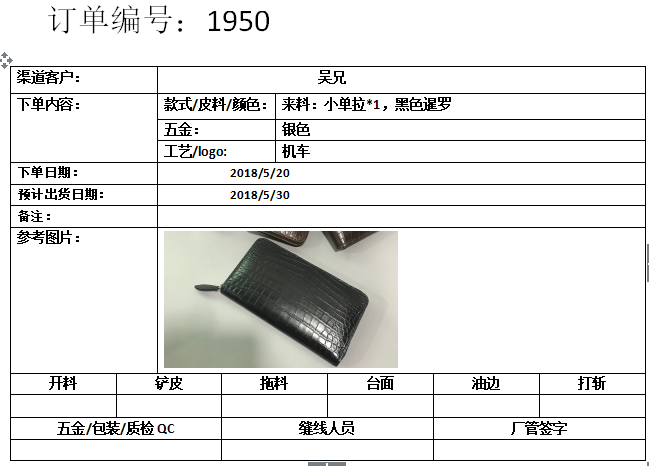 订单编号：1950
渠道客户： 吴兄
下单内容： 款式/皮料/颜色： 来料：小单拉*1，黑色暹罗
五金： 银色
工艺/logo: 机车
下单日期： 2018/5/20
预计出货日期： 2018/5/30
备注：
参考图片：
开料 铲皮 拖料 台面 油边 打斩
五金/包装/质检 QC 缝线人员 厂管签字